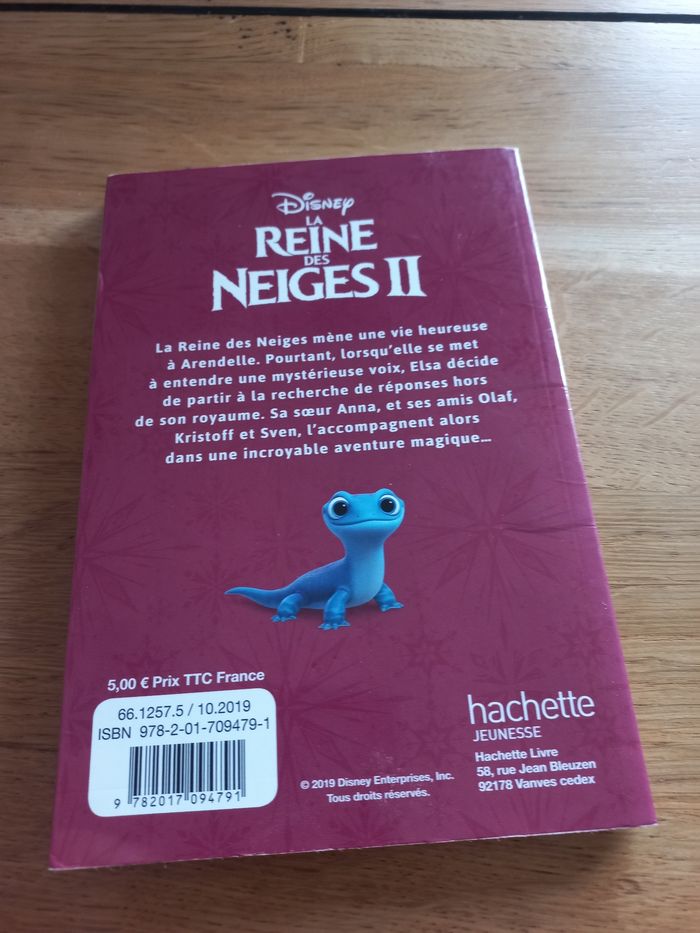 Disney
LA
REINE
DES
NEIGES II
La Reine des Neiges mène une vie heureuse
à Arendelle. Pourtant, lorsqu'elle se met
à entendre une mystérieuse voix, Elsa décide
de partir à la recherche de réponses hors
de son royaume. Sa sœur Anna, et ses amis Olaf,
Kristoff et Sven, l'accompagnent alors
dans une incroyable aventure magique...
5,00 € Prix TTC France
66.1257.5 / 10.2019
ISBN 978-2-01-709479-1
9 782017 094791
© 2019 Disney Enterprises, Inc.
Tous droits réservés.
hachette
JEUNESSE
Hachette Livre
58, rue Jean Bleuzen
92178 Vanves cedex